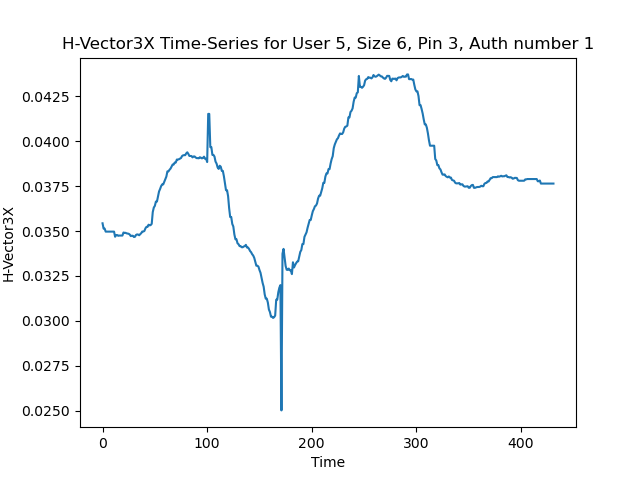 H-Vector3X Time-Series for User 5, Size 6, Pin 3, Auth number 1
H-Vector3X
0.0425
0.0400
0.0375
0.0350
0.0325
0.0300
0.0275
0.0250
0 100 200 300 400
Time